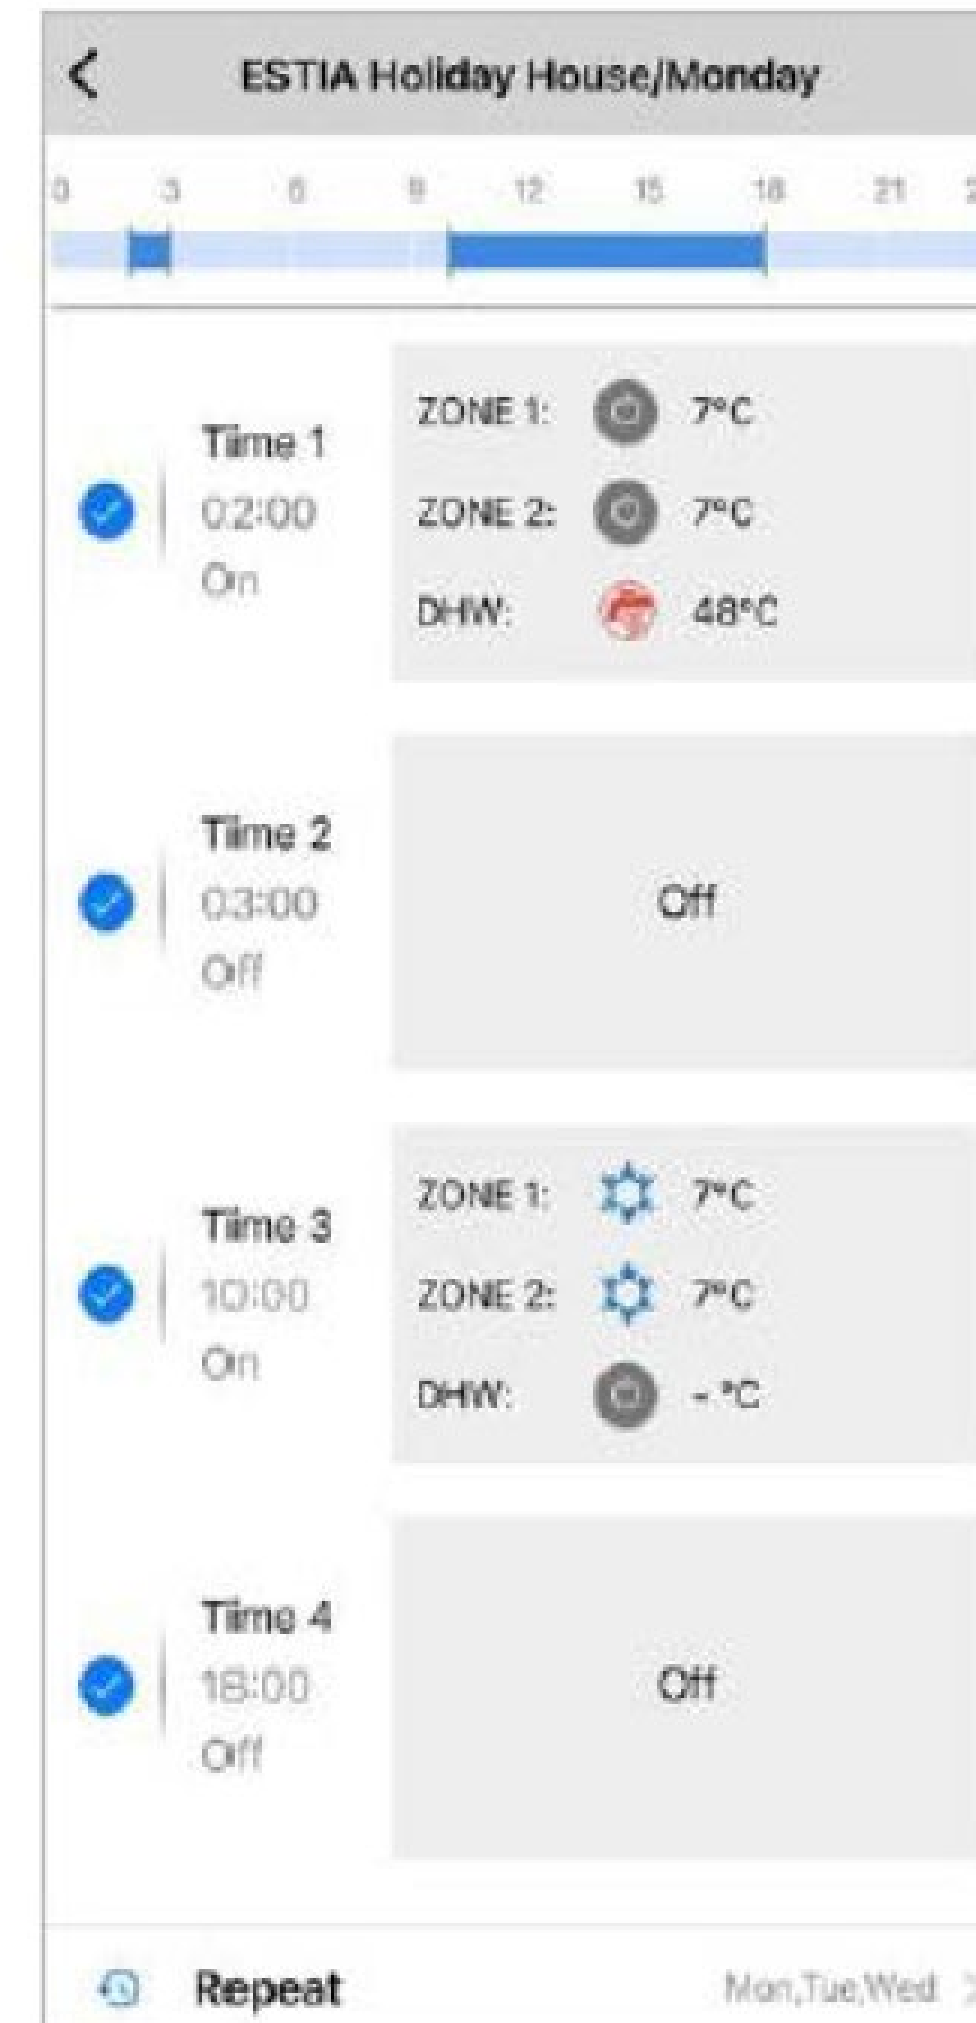 ESTIA Holiday House/Monday
0 3 6 9 12 15 18 21
Time 1
02:00
On
ZONE 1: 7°C
ZONE 2: 7°C
DHW: 48°C
Time 2
03:00
Off
Off
Time 3
10:00
On
ZONE 1: 7°C
ZONE 2: 7°C
DHW: - °C
Time 4
18:00
Off
Off
Repeat Mon,Tue,Wed